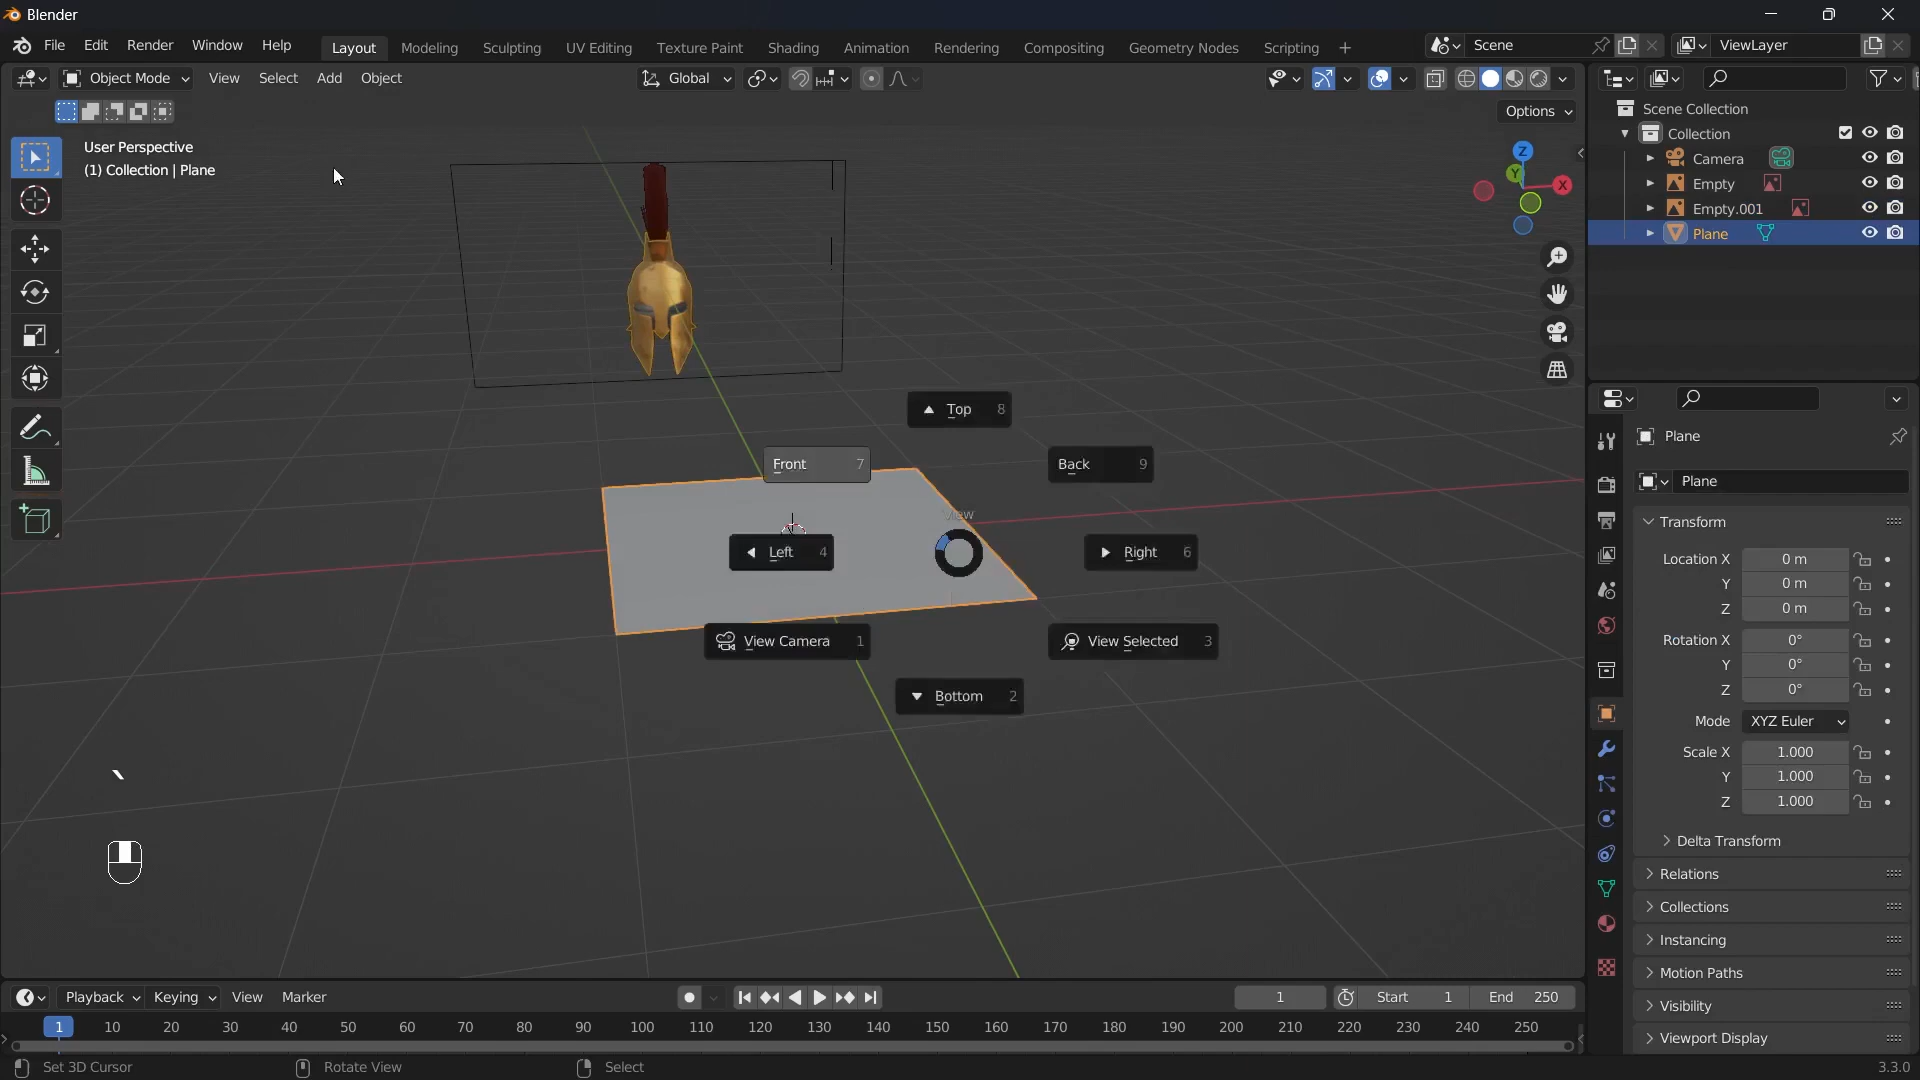 Blender
File Edit Render Window Help
Layout Modeling Sculpting UV Editing Texture Paint Shading Animation Rendering Compositing Geometry Nodes Scripting +
Scene
ViewLayer
Object Mode View Select Add Object
Global
Options
User Perspective
(1) Collection | Plane
Z
Y
X
Scene Collection
Collection
Camera
Empty
Empty.001
Plane
Top 8
Front 7
Back 9
View
Left 4
Right 6
View Camera 1
View Selected 3
Bottom 2
Plane
Plane
Transform
Location X 0 m
Y 0 m
Z 0 m
Rotation X 0°
Y 0°
Z 0°
Mode XYZ Euler
Scale X 1.000
Y 1.000
Z 1.000
Delta Transform
Relations
Collections
Instancing
Motion Paths
Visibility
Viewport Display
`
Playback Keying View Marker
1
Start 1
End 250
1 10 20 30 40 50 60 70 80 90 100 110 120 130 140 150 160 170 180 190 200 210 220 230 240 250
Set 3D Cursor
Rotate View
Select
3.3.0